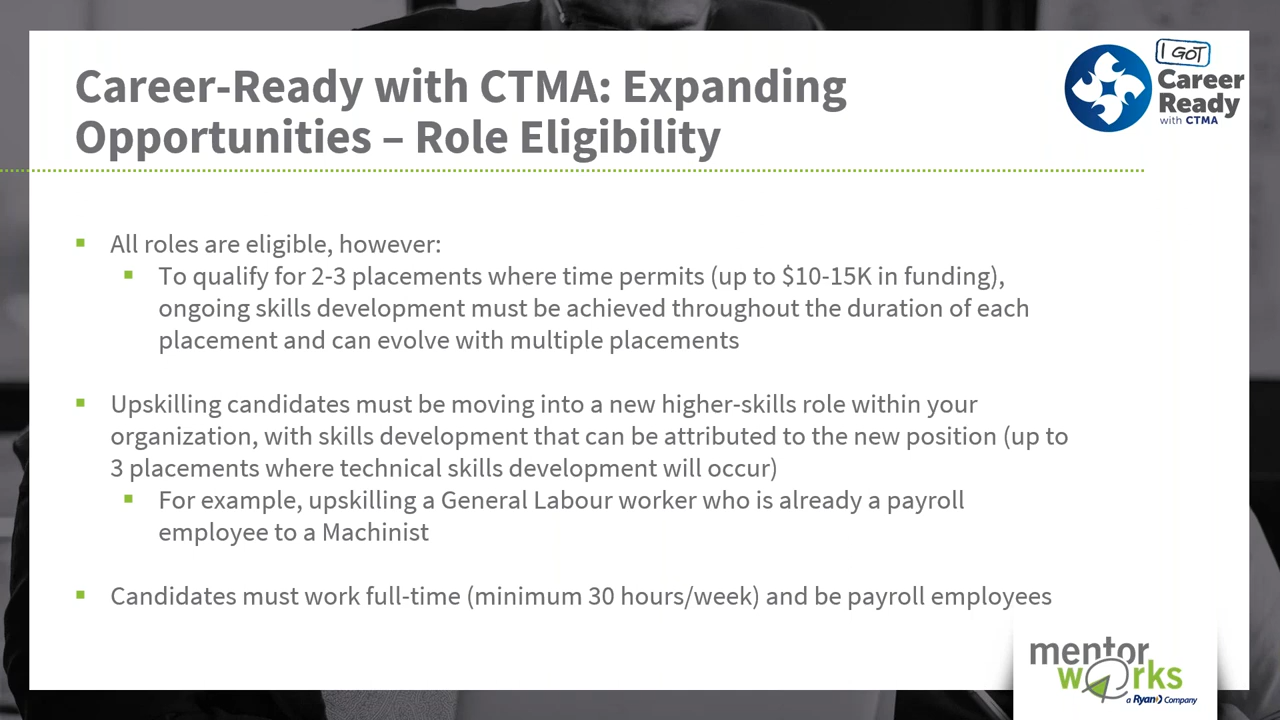 Career-Ready with CTMA: Expanding
Opportunities – Role Eligibility
I GOT
Career
Ready
with CTMA
All roles are eligible, however:
To qualify for 2-3 placements where time permits (up to $10-15K in funding),
ongoing skills development must be achieved throughout the duration of each
placement and can evolve with multiple placements
Upskilling candidates must be moving into a new higher-skills role within your
organization, with skills development that can be attributed to the new position (up to
3 placements where technical skills development will occur)
For example, upskilling a General Labour worker who is already a payroll
employee to a Machinist
Candidates must work full-time (minimum 30 hours/week) and be payroll employees
mentor
works
a Ryan Company